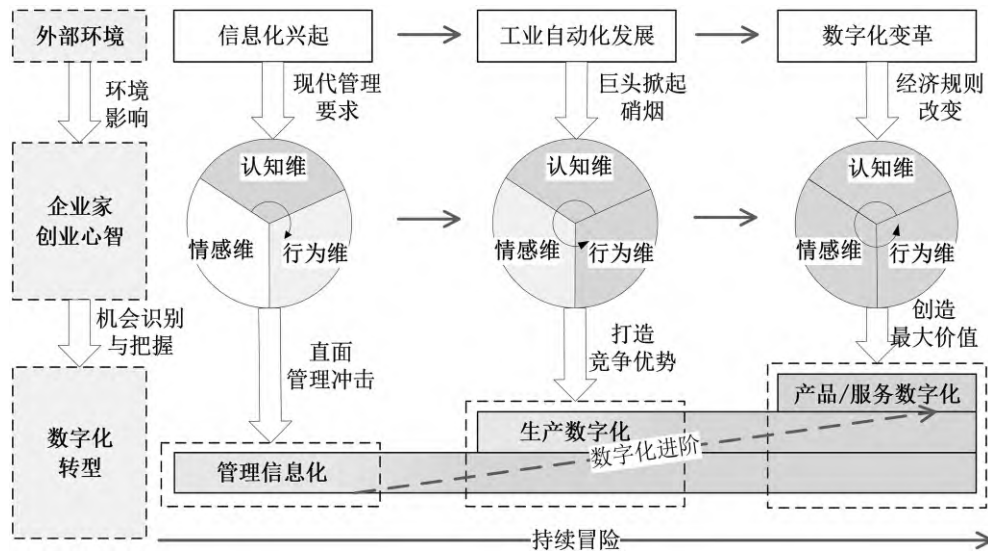 外部环境
信息化兴起
工业自动化发展
数字化变革
环境
影响
现代管理
要求
巨头掀起
硝烟
经济规则
改变
企业家
创业心智
认知维
情感维
行为维
认知维
情感维
行为维
认知维
情感维
行为维
机会识别
与把握
直面
管理冲击
打造
竞争优势
创造
最大价值
数字化
转型
管理信息化
生产数字化
产品/服务数字化
数字化进阶
持续冒险